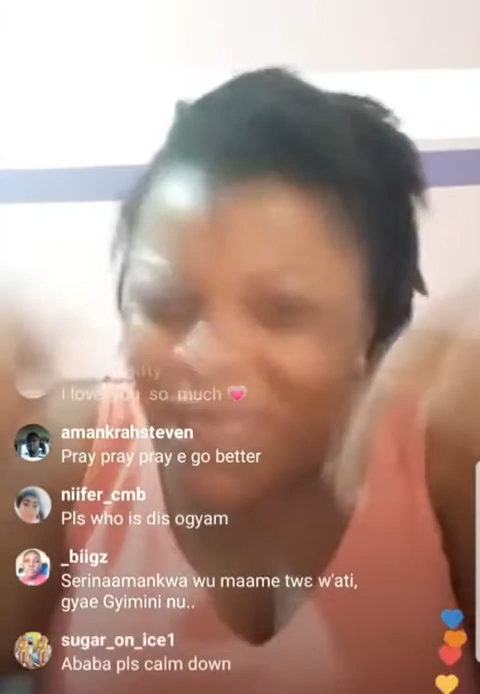 I love you so much
amankrahsteven
Pray pray pray e go better
niifer_cmb
Pls who is dis ogyam
_biigz
Serinaamankwa wu maame twɛ w'ati,
gyae Gyimini nu..
sugar_on_ice1
Ababa pls calm down